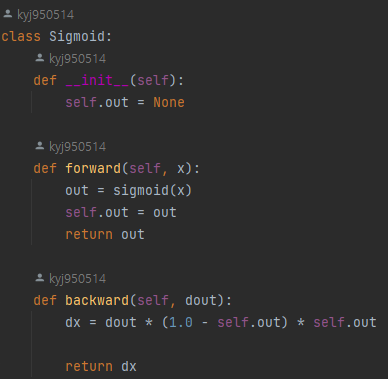 kyj950514
class Sigmoid:
kyj950514
def __init__(self):
self.out = None
kyj950514
def forward(self, x):
out = sigmoid(x)
self.out = out
return out
kyj950514
def backward(self, dout):
dx = dout * (1.0 - self.out) * self.out
return dx